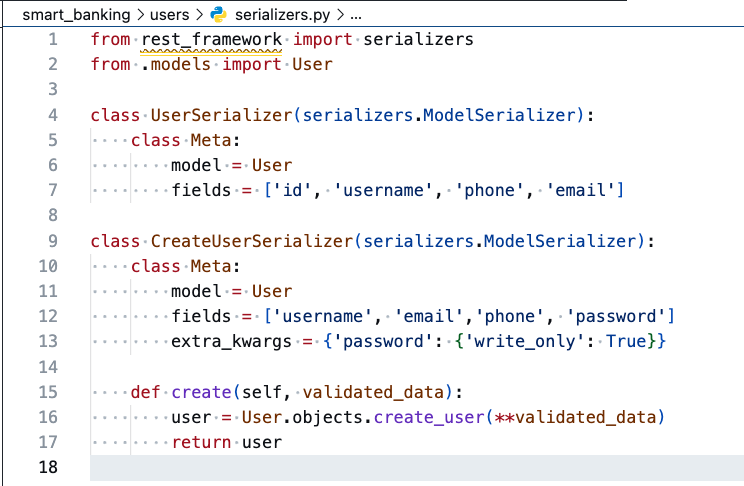 smart_banking > users > serializers.py > ...
1 from rest_framework import serializers
2 from .models import User
3
4 class UserSerializer(serializers.ModelSerializer):
5     class Meta:
6         model = User
7         fields = ['id', 'username', 'phone', 'email']
8
9 class CreateUserSerializer(serializers.ModelSerializer):
10     class Meta:
11         model = User
12         fields = ['username', 'email','phone', 'password']
13         extra_kwargs = {'password': {'write_only': True}}
14
15     def create(self, validated_data):
16         user = User.objects.create_user(**validated_data)
17         return user
18